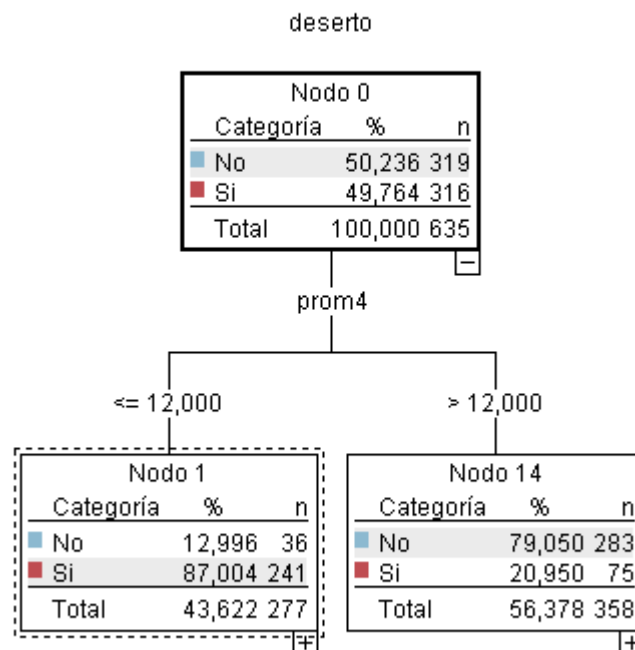 deserto
Nodo 0
Categoría % n
No 50,236 319
Si 49,764 316
Total 100,000 635
prom4
<= 12,000
> 12,000
Nodo 1
Categoría % n
No 12,996 36
Si 87,004 241
Total 43,622 277
Nodo 14
Categoría % n
No 79,050 283
Si 20,950 75
Total 56,378 358